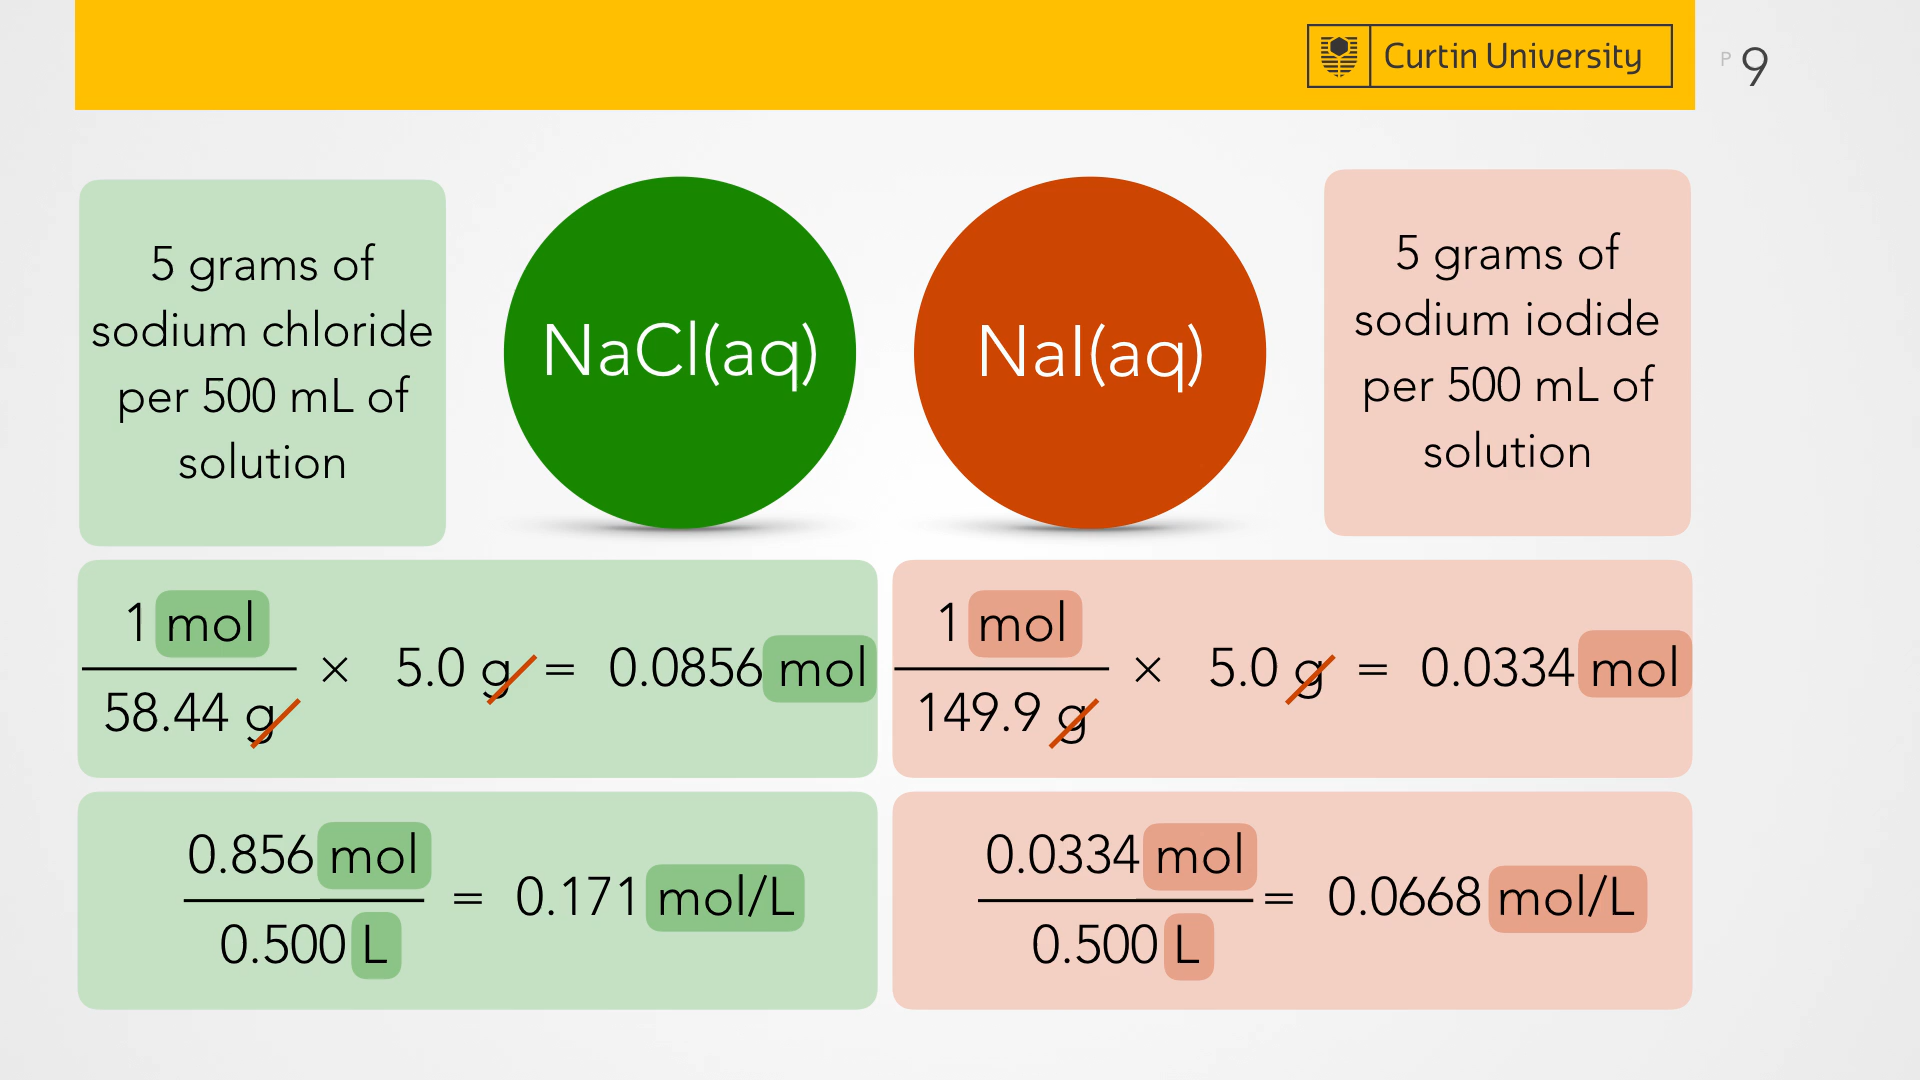 Curtin University
P 9
5 grams of
sodium chloride
per 500 mL of
solution
NaCl(aq)
NaI(aq)
5 grams of
sodium iodide
per 500 mL of
solution
1 mol
58.44 g
× 5.0 g = 0.0856 mol
1 mol
149.9 g
× 5.0 g = 0.0334 mol
0.856 mol
0.500 L
= 0.171 mol/L
0.0334 mol
0.500 L
= 0.0668 mol/L